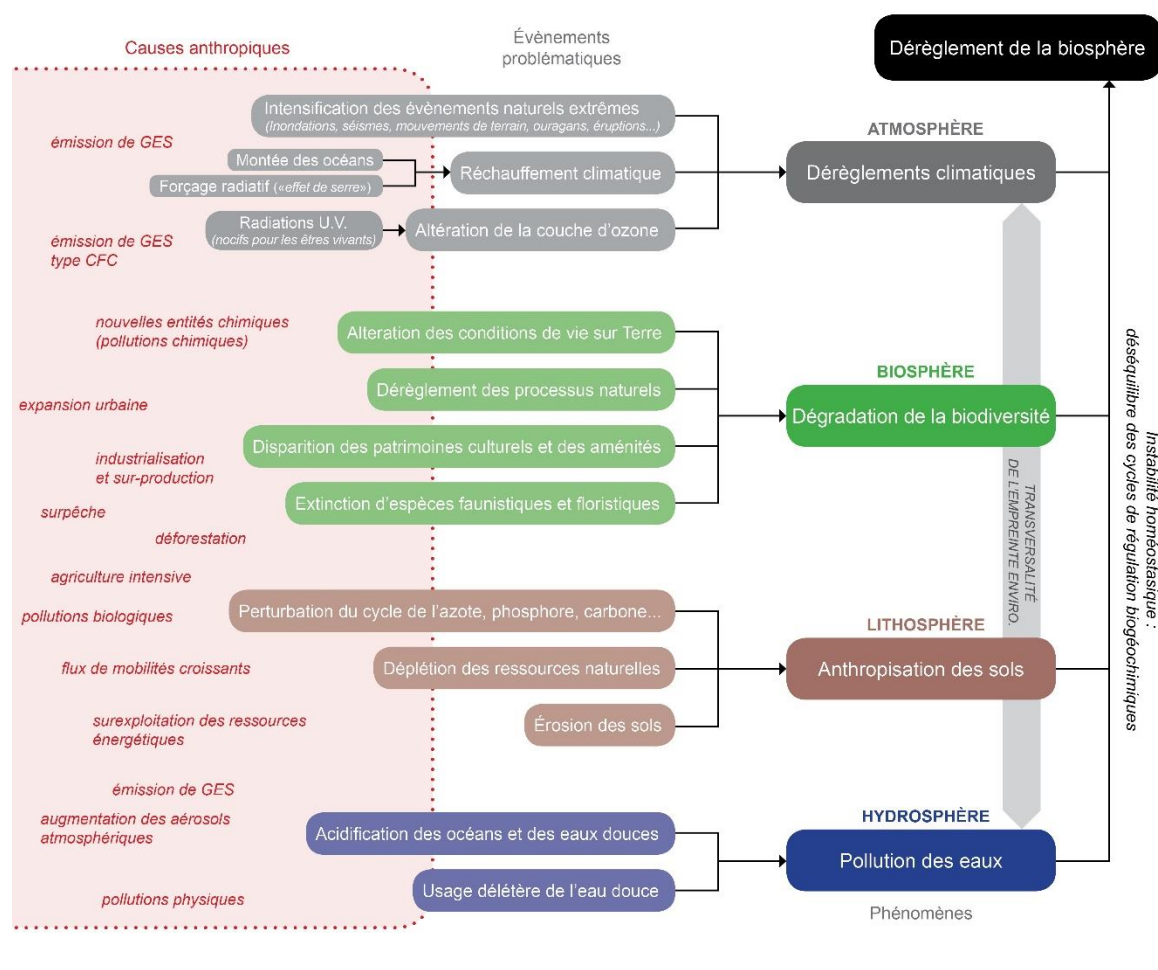 Causes anthropiques
Évènements
problématiques
Dérèglement de la biosphère
Intensification des évènements naturels extrêmes
(Inondations, séismes, mouvements de terrain, ouragans, éruptions...)
émission de GES
Montée des océans
Forçage radiatif («effet de serre»)
Réchauffement climatique
ATMOSPHÈRE
Dérèglements climatiques
Radiations U.V.
(nocifs pour les êtres vivants)
Altération de la couche d'ozone
émission de GES
type CFC
nouvelles entités chimiques
(pollutions chimiques)
Alteration des conditions de vie sur Terre
Dérèglement des processus naturels
BIOSPHÈRE
Dégradation de la biodiversité
expansion urbaine
Disparition des patrimoines culturels et des aménités
industrialisation
et sur-production
Extinction d'espèces faunistiques et floristiques
surpêche
déforestation
agriculture intensive
pollutions biologiques
Perturbation du cycle de l'azote, phosphore, carbone...
LITHOSPHÈRE
Anthropisation des sols
flux de mobilités croissants
Déplétion des ressources naturelles
surexploitation des ressources
énergétiques
Érosion des sols
émission de GES
augmentation des aérosols
atmosphériques
Acidification des océans et des eaux douces
HYDROSPHÈRE
Pollution des eaux
pollutions physiques
Usage délétère de l'eau douce
Phénomènes
TRANSVERSALITÉ
DE L'EMPREINTE ENVIRO.
Instabilité homéostasique :
déséquilibre des cycles de régulation biogéochimiques